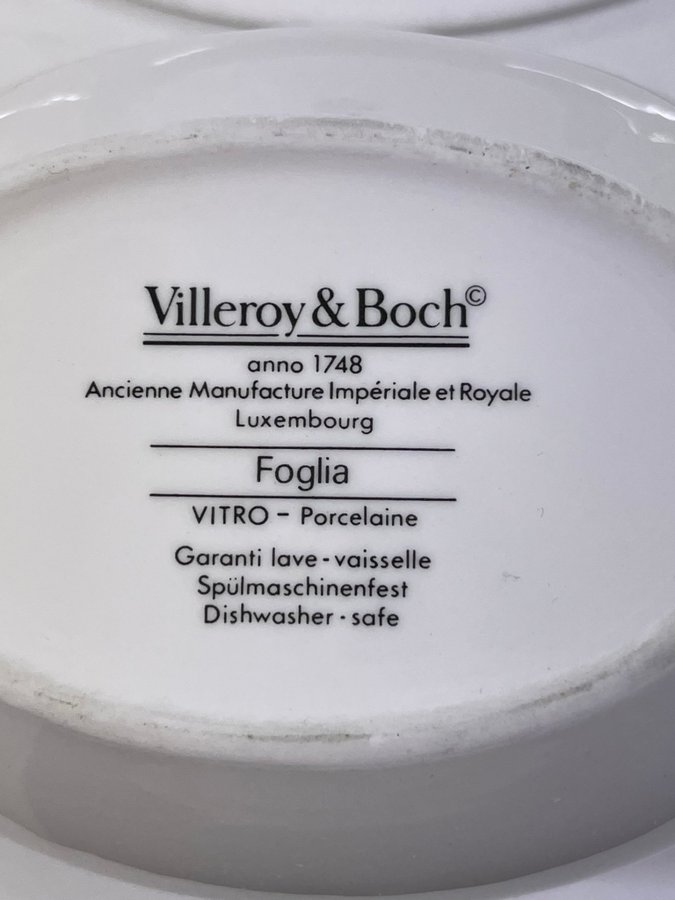 Villeroy & Boch©
anno 1748
Ancienne Manufacture Impériale et Royale
Luxembourg
Foglia
VITRO – Porcelaine
Garanti lave-vaisselle
Spülmaschinenfest
Dishwasher-safe